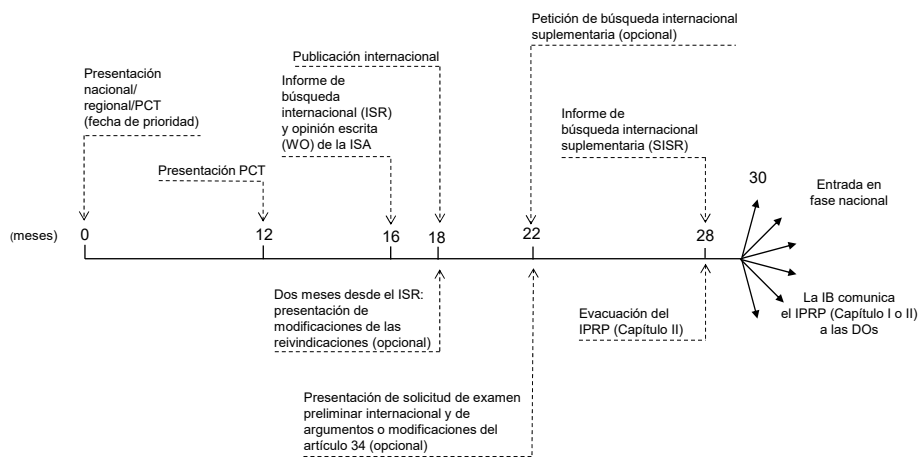 Petición de búsqueda internacional
suplementaria (opcional)
Publicación internacional
Presentación
nacional/
regional/PCT
(fecha de prioridad)
Informe de
búsqueda
internacional (ISR)
y opinión escrita
(WO) de la ISA
Informe de
búsqueda internacional
suplementaria (SISR)
Presentación PCT
30
Entrada en
fase nacional
(meses)
0
12
16
18
22
28
Dos meses desde el ISR:
presentación de
modificaciones de las
reivindicaciones (opcional)
Evacuación del
IPRP (Capítulo II)
La IB comunica
el IPRP (Capítulo I o II)
a las DOs
Presentación de solicitud de examen
preliminar internacional y de
argumentos o modificaciones del
artículo 34 (opcional)